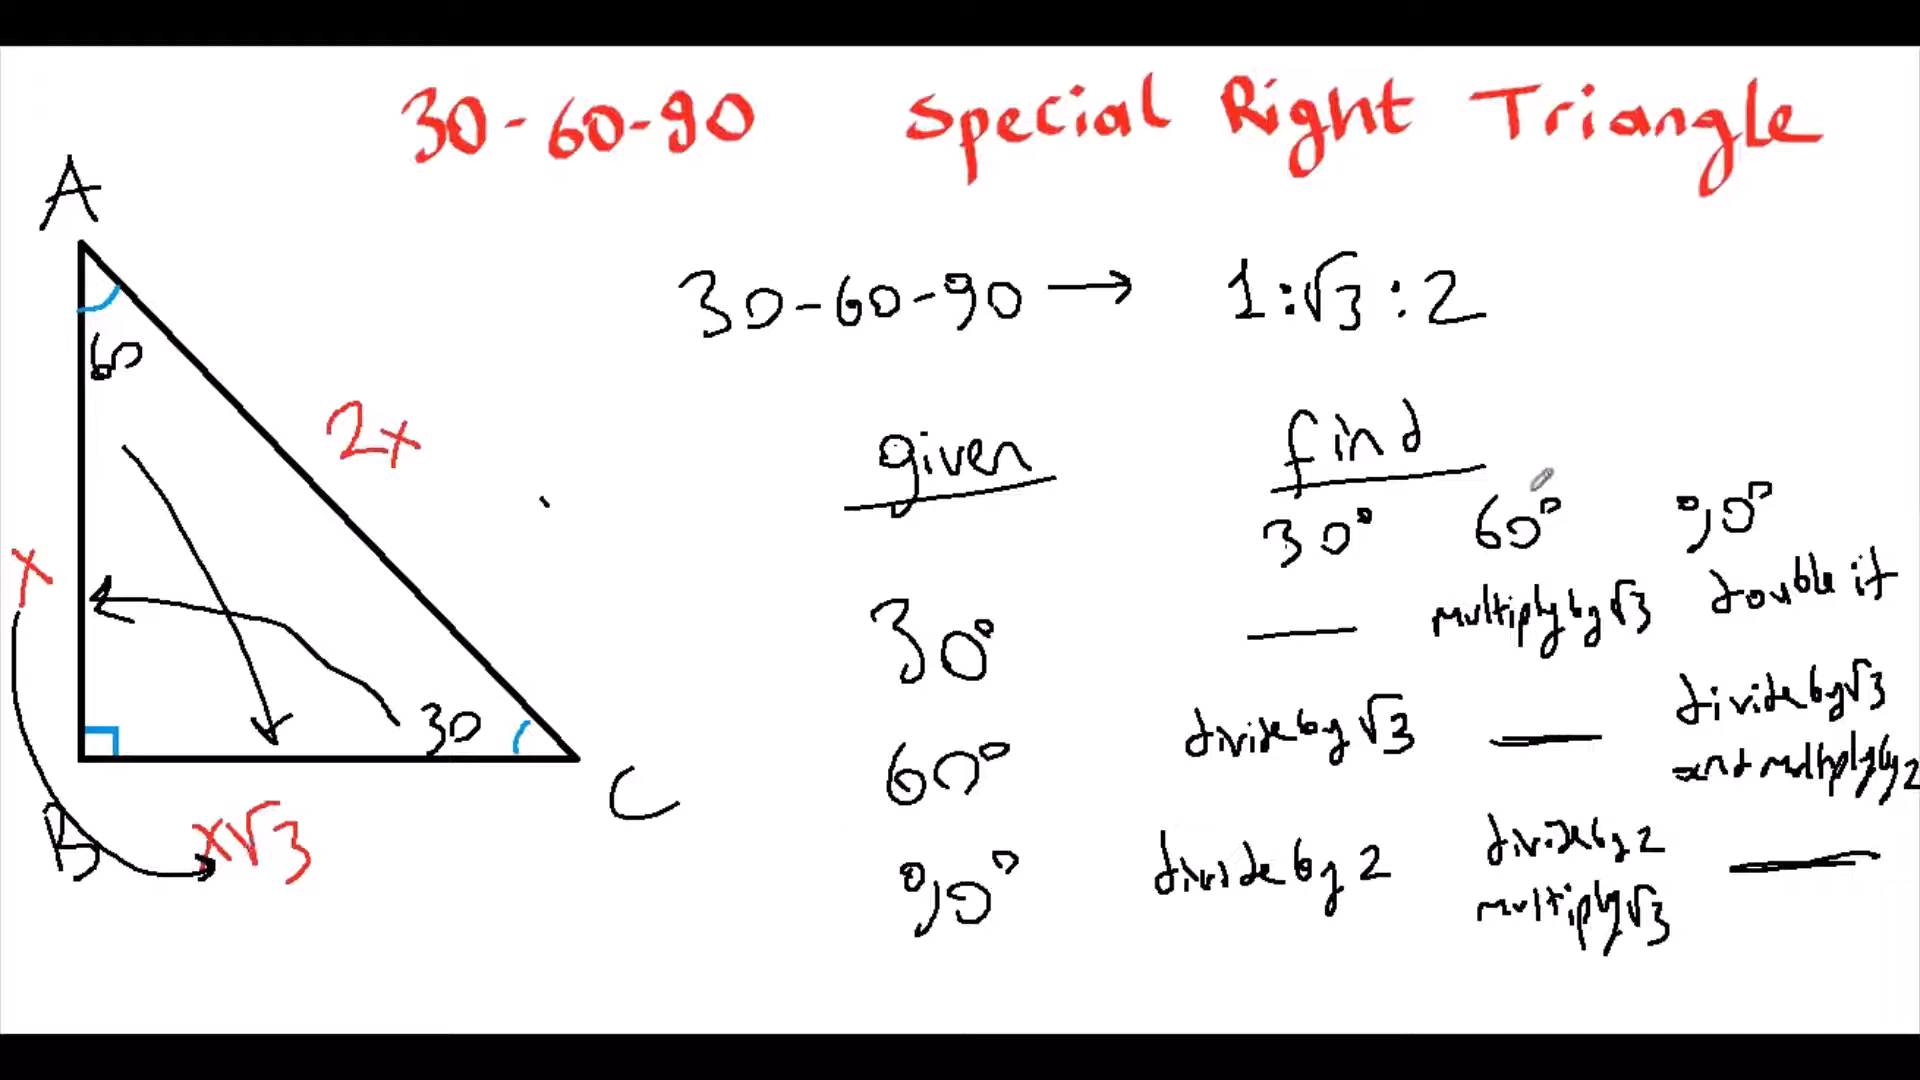 30-60-90 Special Right Triangle
A
30-60-90 → 1:√3:2
60
2x
given
find
30° 60° 90°
x
30°
multiply by √3
double it
60°
divide by √3
divide by √3
and multiply by 2
30
C
B
x√3
90°
divide by 2
divide by 2
multiply √3